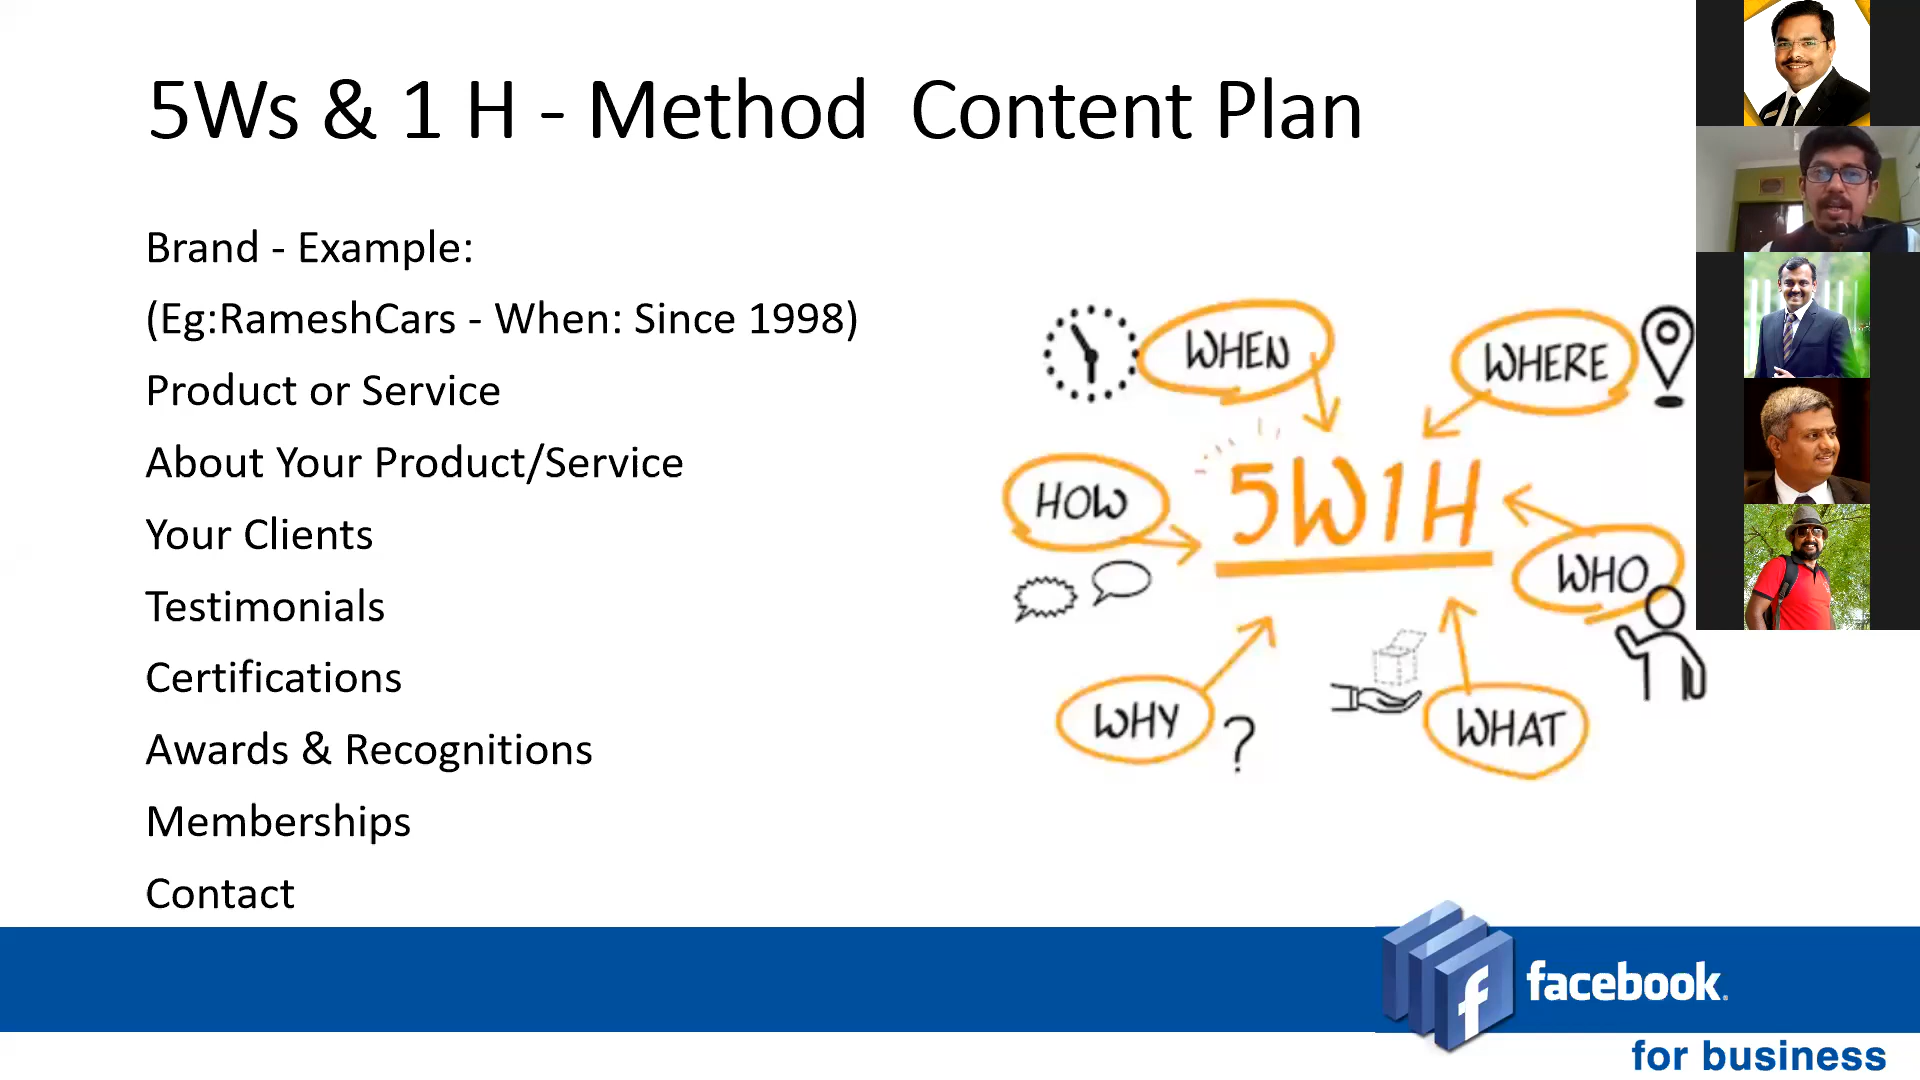 5Ws & 1 H - Method  Content Plan
Brand - Example:
(Eg:RameshCars - When: Since 1998)
Product or Service
About Your Product/Service
Your Clients
Testimonials
Certifications
Awards & Recognitions
Memberships
Contact
WHEN
WHERE
HOW
5W1H
WHO
WHY
?
WHAT
f
facebook.
for business